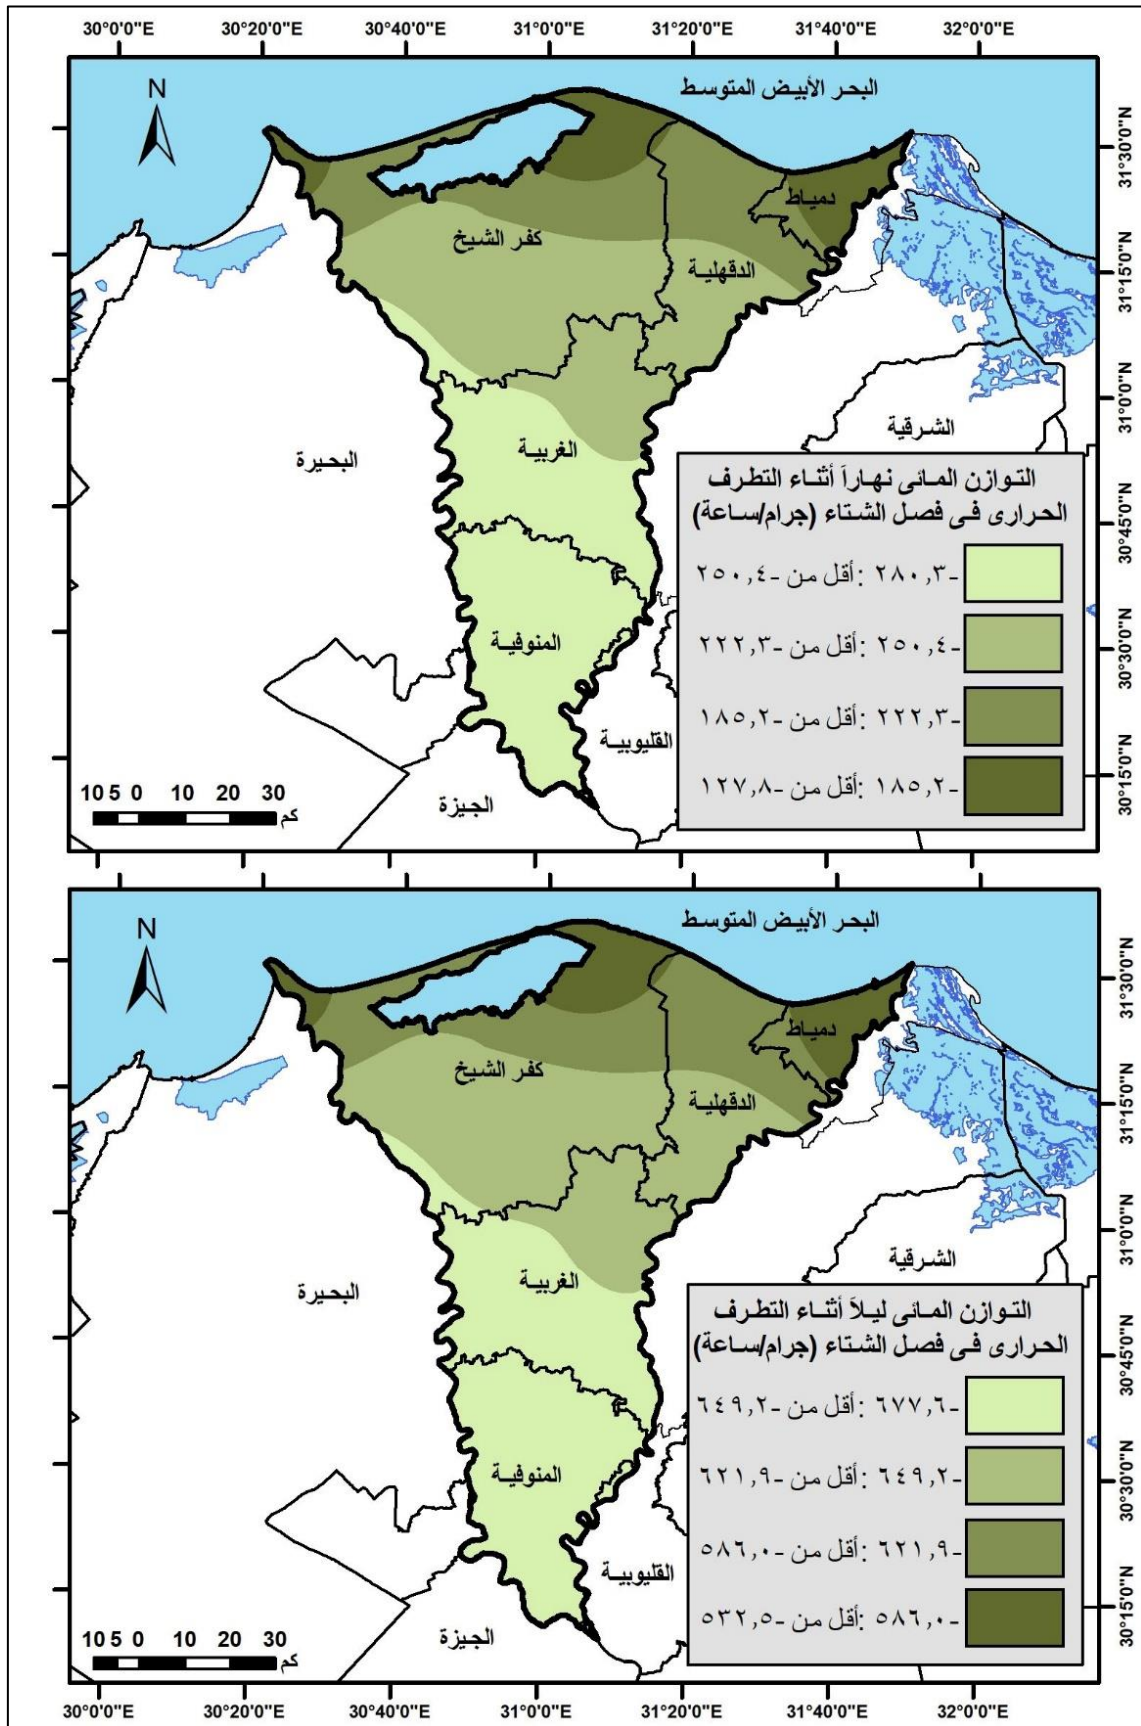 30°0'0"E 30°20'0"E 30°40'0"E 31°0'0"E 31°20'0"E 31°40'0"E 32°0'0"E
البحر الأبيض المتوسط
N
31°30'0"N
دمياط
كفر الشيخ
الدقهلية
31°15'0"N
31°0'0"N
الشرقية
الغربية
البحيرة
التوازن المائى نهاراً أثناء التطرف
الحرارى فى فصل الشتاء (جرام/ساعة)
-٢٨٠,٣ :أقل من -٢٥٠,٤
-٢٥٠,٤ :أقل من -٢٢٢,٣
-٢٢٢,٣ :أقل من -١٨٥,٢
-١٨٥,٢ :أقل من -١٢٧,٨
30°45'0"N
المنوفية
30°30'0"N
القليوبية
30°15'0"N
الجيزة
10 5 0 10 20 30
كم
البحر الأبيض المتوسط
N
31°30'0"N
دمياط
كفر الشيخ
الدقهلية
31°15'0"N
31°0'0"N
الشرقية
الغربية
البحيرة
التوازن المائى ليلاً أثناء التطرف
الحرارى فى فصل الشتاء (جرام/ساعة)
-٦٧٧,٦ :أقل من -٦٤٩,٢
-٦٤٩,٢ :أقل من -٦٢١,٩
-٦٢١,٩ :أقل من -٥٨٦,٠
-٥٨٦,٠ :أقل من -٥٣٢,٥
30°45'0"N
المنوفية
30°30'0"N
القليوبية
30°15'0"N
الجيزة
10 5 0 10 20 30
كم
30°0'0"E 30°20'0"E 30°40'0"E 31°0'0"E 31°20'0"E 31°40'0"E 32°0'0"E